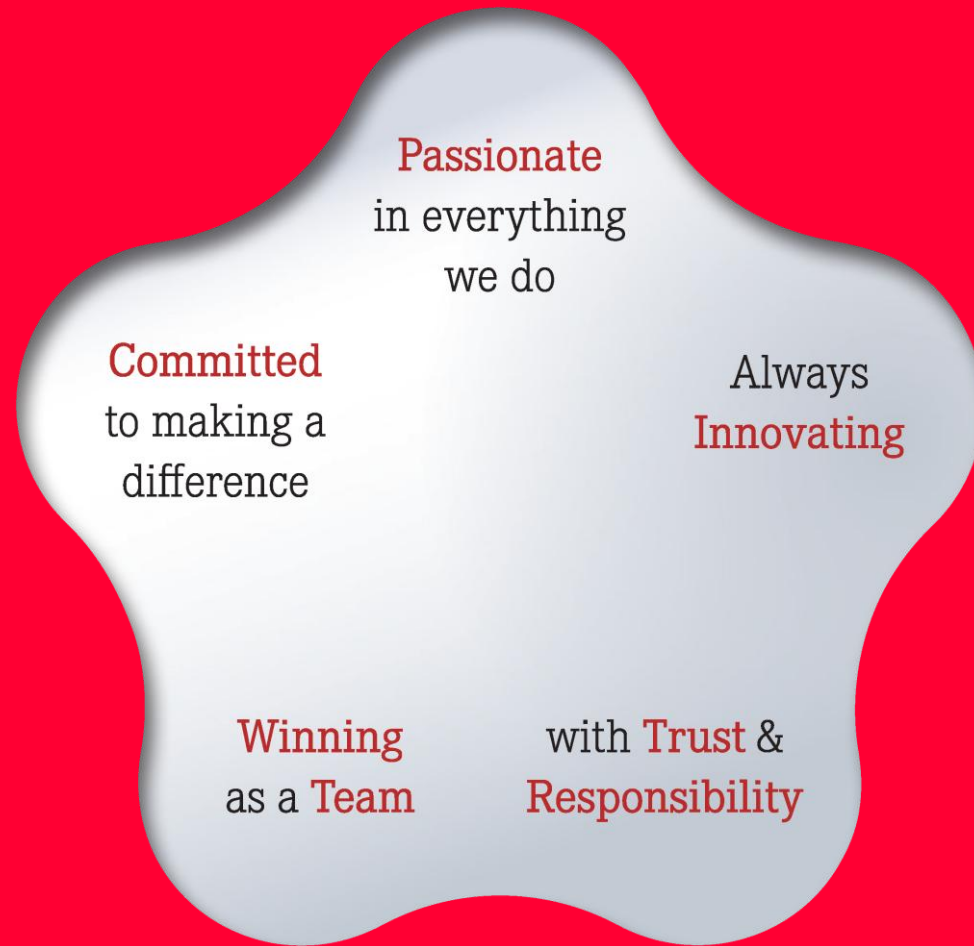 Passionate
in everything
we do
Always
Innovating
with Trust &
Responsibility
Winning
as a Team
Committed
to making a
difference